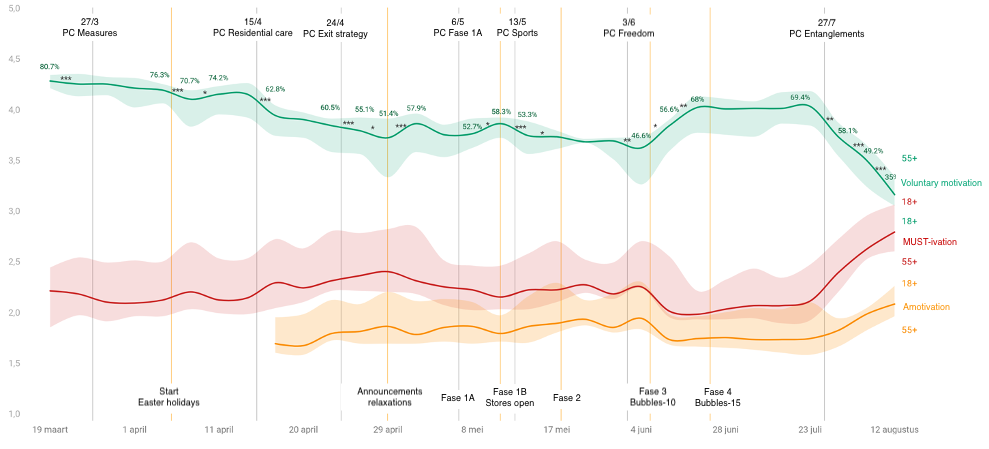 5,0
27/3
PC Measures
15/4
PC Residential care
24/4
PC Exit strategy
6/5
PC Fase 1A
13/5
PC Sports
3/6
PC Freedom
27/7
PC Entanglements
4,5
80.7%
***
76.3%
***
70.7%
*
74.2%
***
62.8%
4,0
60.5%
***
55.1%
*
51.4%
***
57.9%
52.7%
*
58.3%
***
53.3%
*
**
46.6%
*
56.6%
**
68%
69.4%
**
58.1%
***
49.2%
***
35%
3,5
55+
Voluntary motivation
18+
3,0
18+
MUST-ivation
2,5
55+
18+
2,0
Amotivation
55+
1,5
Start
Easter holidays
Announcements
relaxations
Fase 1A
Fase 1B
Stores open
Fase 2
Fase 3
Bubbles-10
Fase 4
Bubbles-15
1,0
19 maart
1 april
11 april
20 april
29 april
8 mei
17 mei
4 juni
28 juni
23 juli
12 augustus